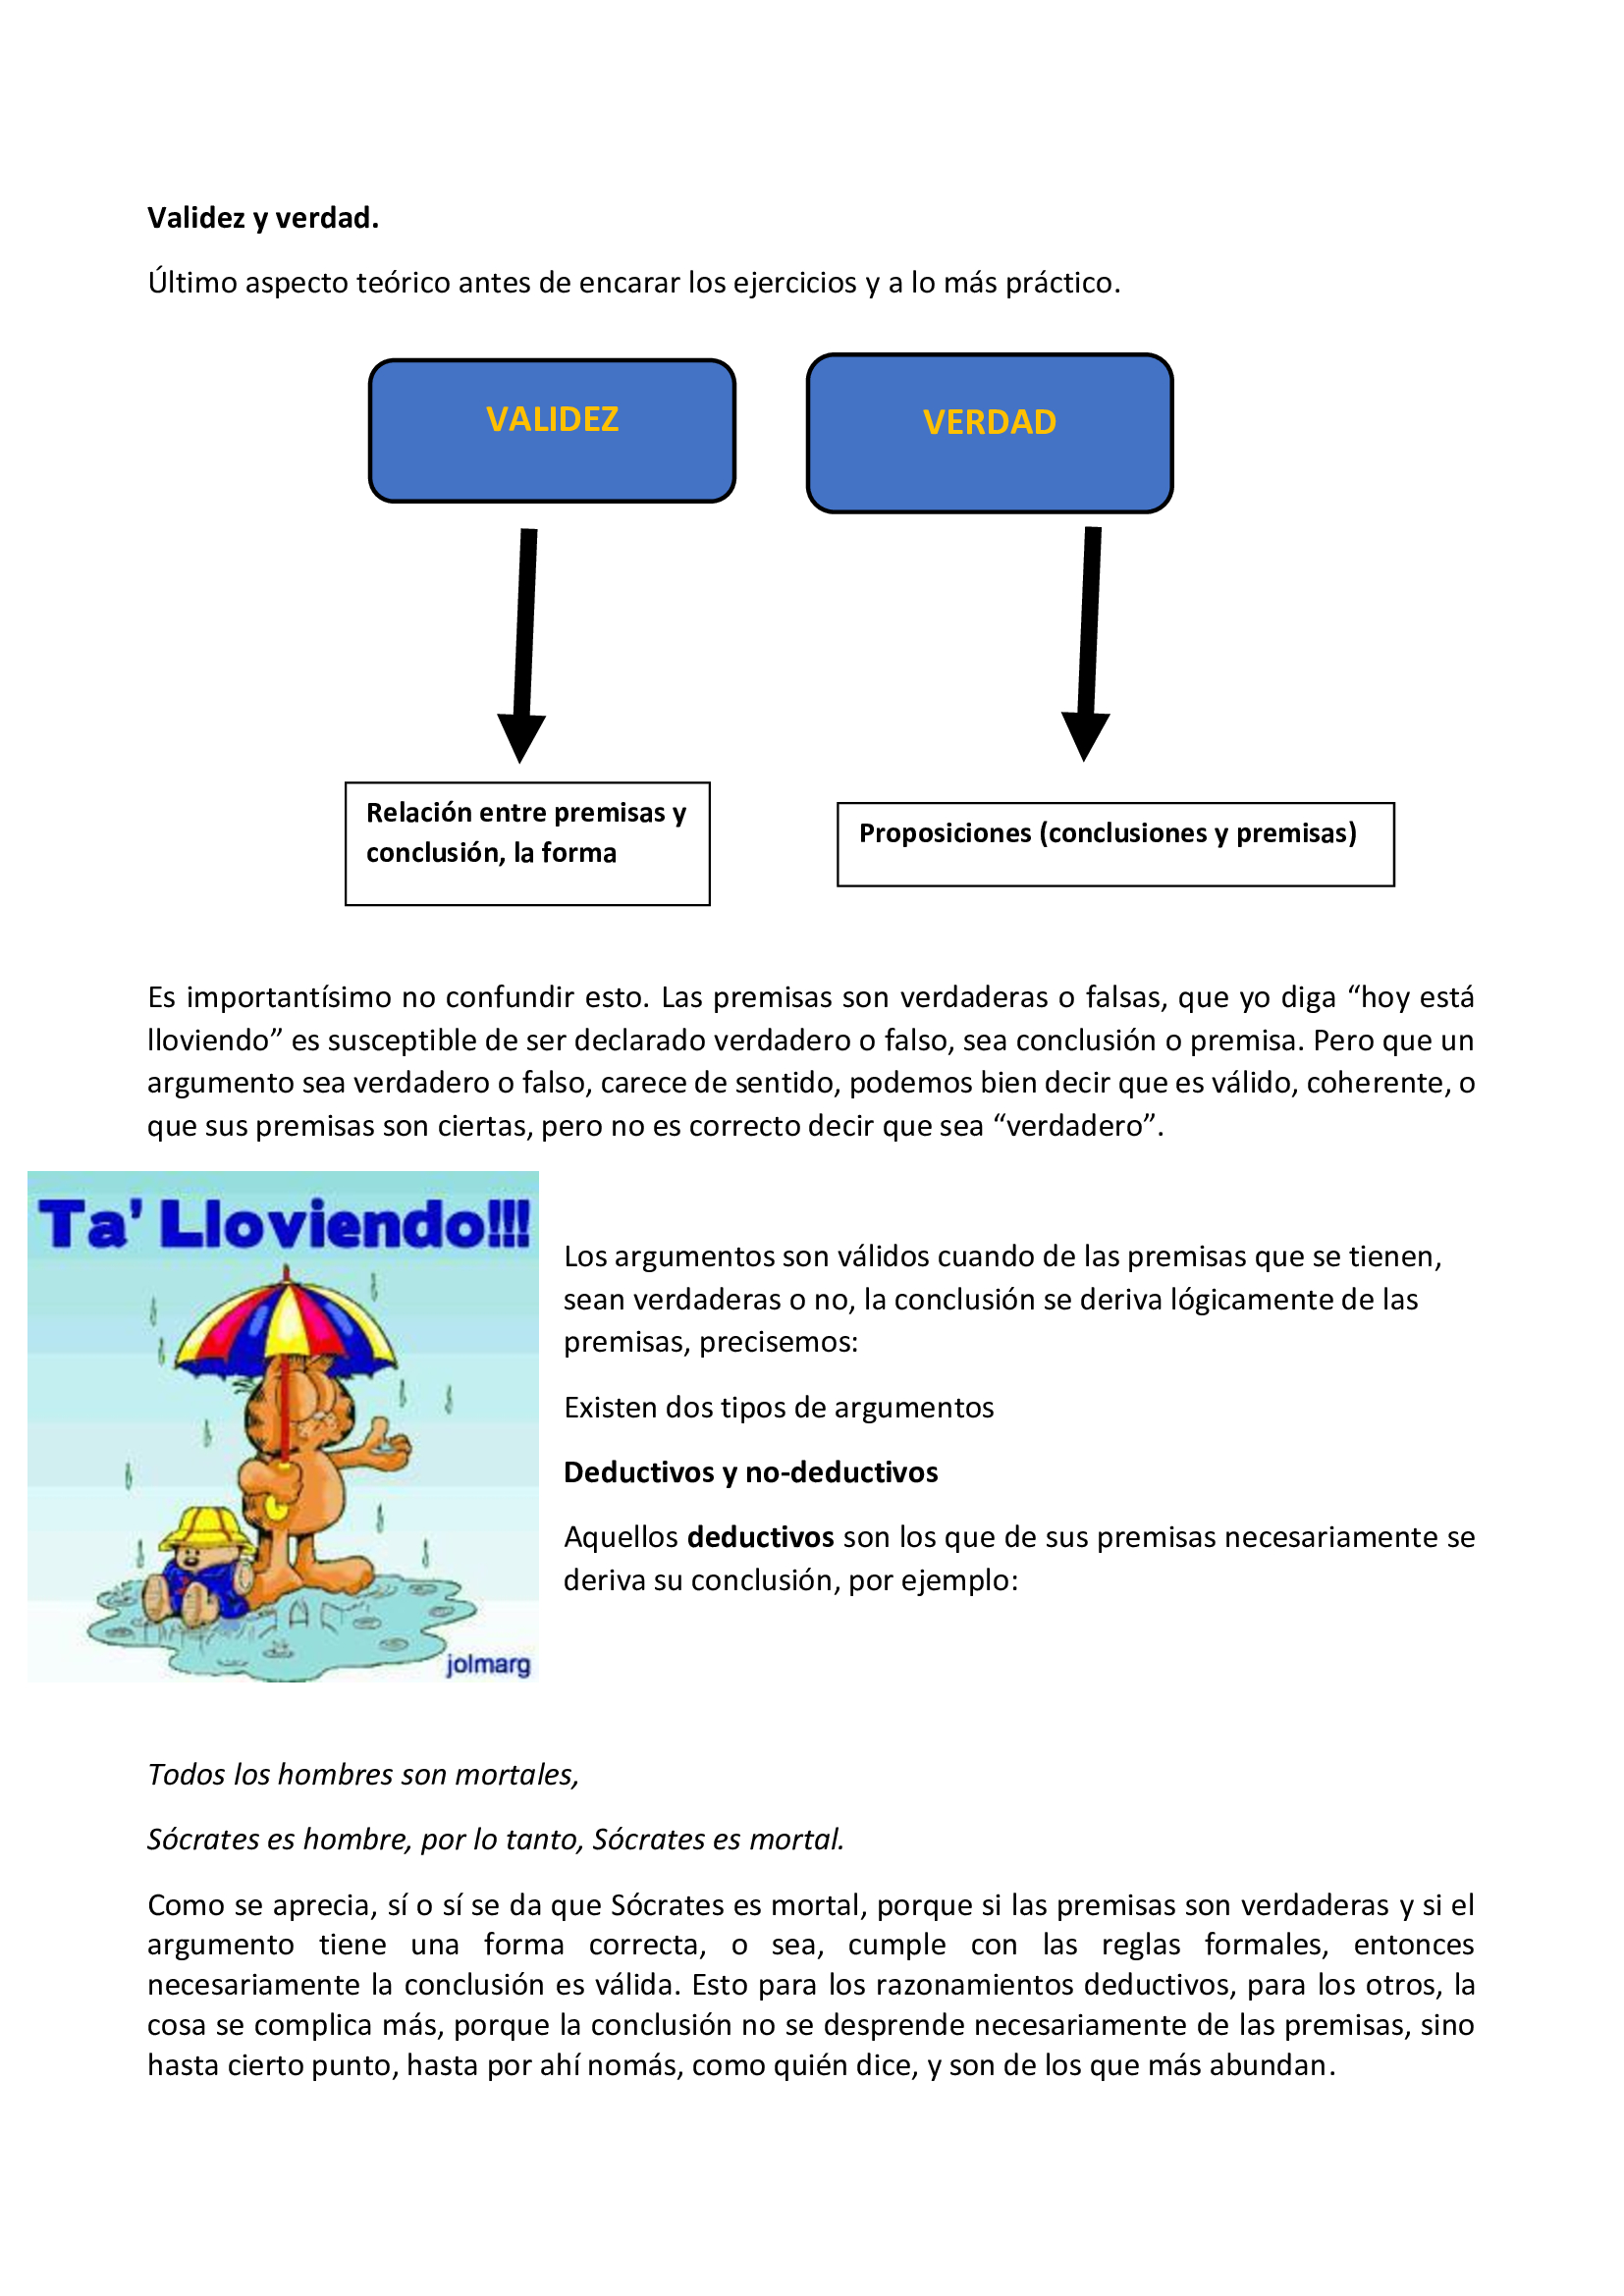 Validez y verdad.
Último aspecto teórico antes de encarar los ejercicios y a lo más práctico.
VALIDEZ
VERDAD
Relación entre premisas y
conclusión, la forma
Proposiciones (conclusiones y premisas)
Es importantísimo no confundir esto. Las premisas son verdaderas o falsas, que yo diga “hoy está
lloviendo” es susceptible de ser declarado verdadero o falso, sea conclusión o premisa. Pero que un
argumento sea verdadero o falso, carece de sentido, podemos bien decir que es válido, coherente, o
que sus premisas son ciertas, pero no es correcto decir que sea “verdadero”.
Ta' Lloviendo!!!
jolmarg
Los argumentos son válidos cuando de las premisas que se tienen,
sean verdaderas o no, la conclusión se deriva lógicamente de las
premisas, precisemos:
Existen dos tipos de argumentos
Deductivos y no-deductivos
Aquellos deductivos son los que de sus premisas necesariamente se
deriva su conclusión, por ejemplo:
Todos los hombres son mortales,
Sócrates es hombre, por lo tanto, Sócrates es mortal.
Como se aprecia, sí o sí se da que Sócrates es mortal, porque si las premisas son verdaderas y si el
argumento tiene una forma correcta, o sea, cumple con las reglas formales, entonces
necesariamente la conclusión es válida. Esto para los razonamientos deductivos, para los otros, la
cosa se complica más, porque la conclusión no se desprende necesariamente de las premisas, sino
hasta cierto punto, hasta por ahí nomás, como quién dice, y son de los que más abundan.